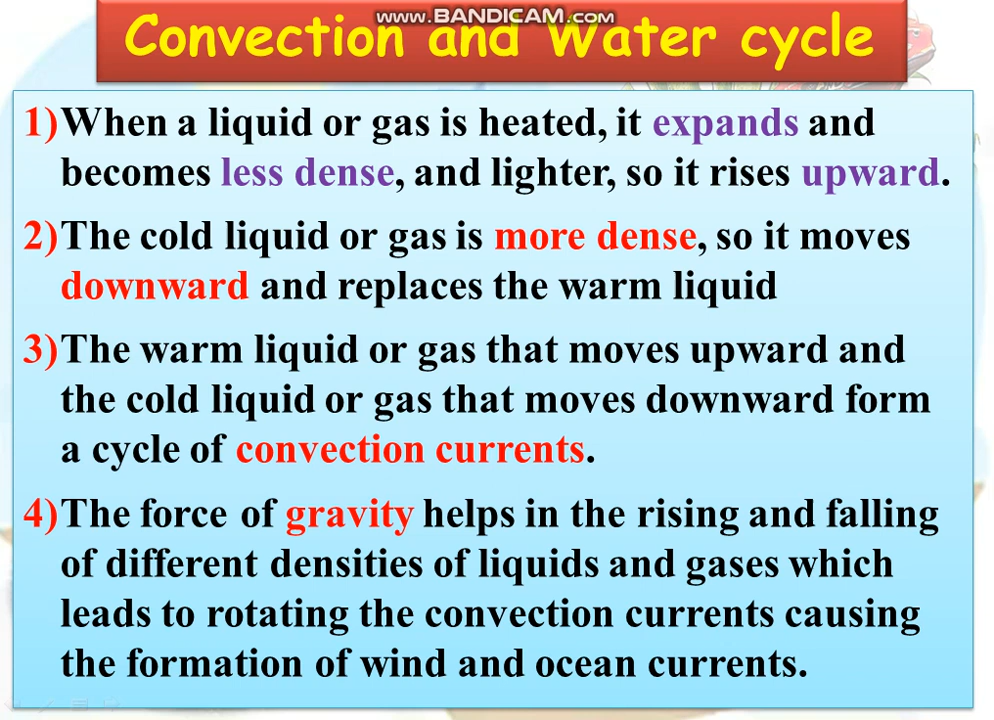 www.BANDICAM.com
Convection and Water cycle
1) When a liquid or gas is heated, it expands and
becomes less dense, and lighter, so it rises upward.
2) The cold liquid or gas is more dense, so it moves
downward and replaces the warm liquid
3) The warm liquid or gas that moves upward and
the cold liquid or gas that moves downward form
a cycle of convection currents.
4) The force of gravity helps in the rising and falling
of different densities of liquids and gases which
leads to rotating the convection currents causing
the formation of wind and ocean currents.